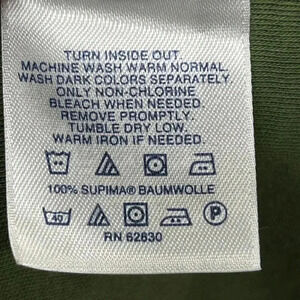 TURN INSIDE OUT.
MACHINE WASH WARM NORMAL.
WASH DARK COLORS SEPARATELY.
ONLY NON-CHLORINE
BLEACH WHEN NEEDED.
REMOVE PROMPTLY.
TUMBLE DRY LOW.
WARM IRON IF NEEDED.
100% SUPIMA® BAUMWOLLE
40 P
RN 62830